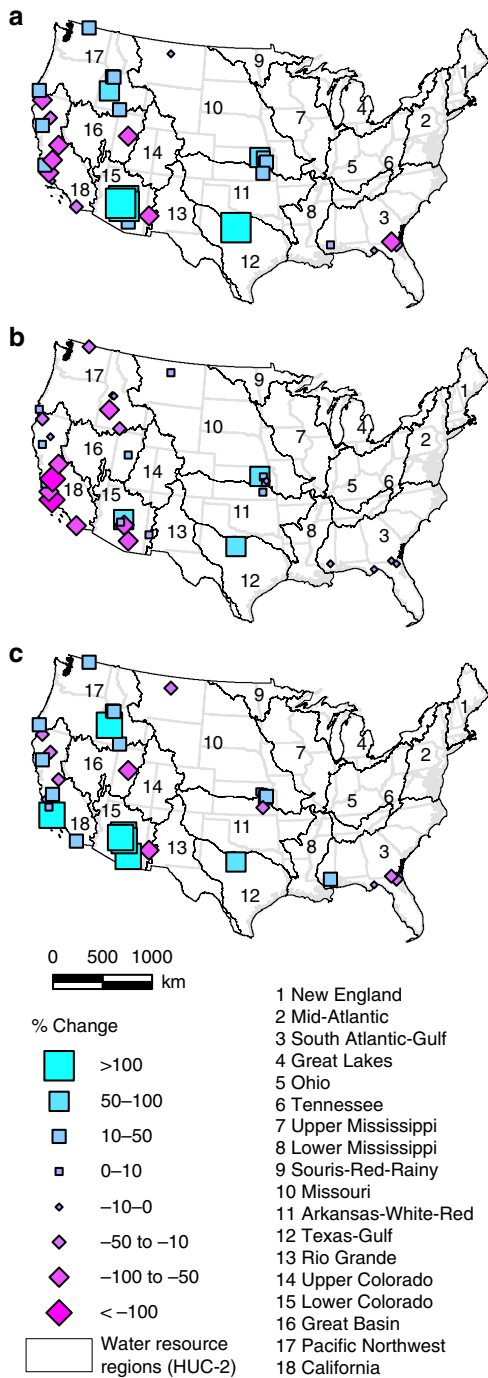 a
17
9
1
10
7
4
2
16
14
5
6
15
11
18
13
8
3
12
b
17
9
1
10
7
4
2
16
14
5
6
18
15
11
13
8
3
12
c
17
9
1
10
7
4
2
16
14
5
6
15
11
18
13
8
3
12
0 500 1000
km
% Change
>100
50–100
10–50
0–10
–10–0
–50 to –10
–100 to –50
< –100
Water resource
regions (HUC-2)
1 New England
2 Mid-Atlantic
3 South Atlantic-Gulf
4 Great Lakes
5 Ohio
6 Tennessee
7 Upper Mississippi
8 Lower Mississippi
9 Souris-Red-Rainy
10 Missouri
11 Arkansas-White-Red
12 Texas-Gulf
13 Rio Grande
14 Upper Colorado
15 Lower Colorado
16 Great Basin
17 Pacific Northwest
18 California